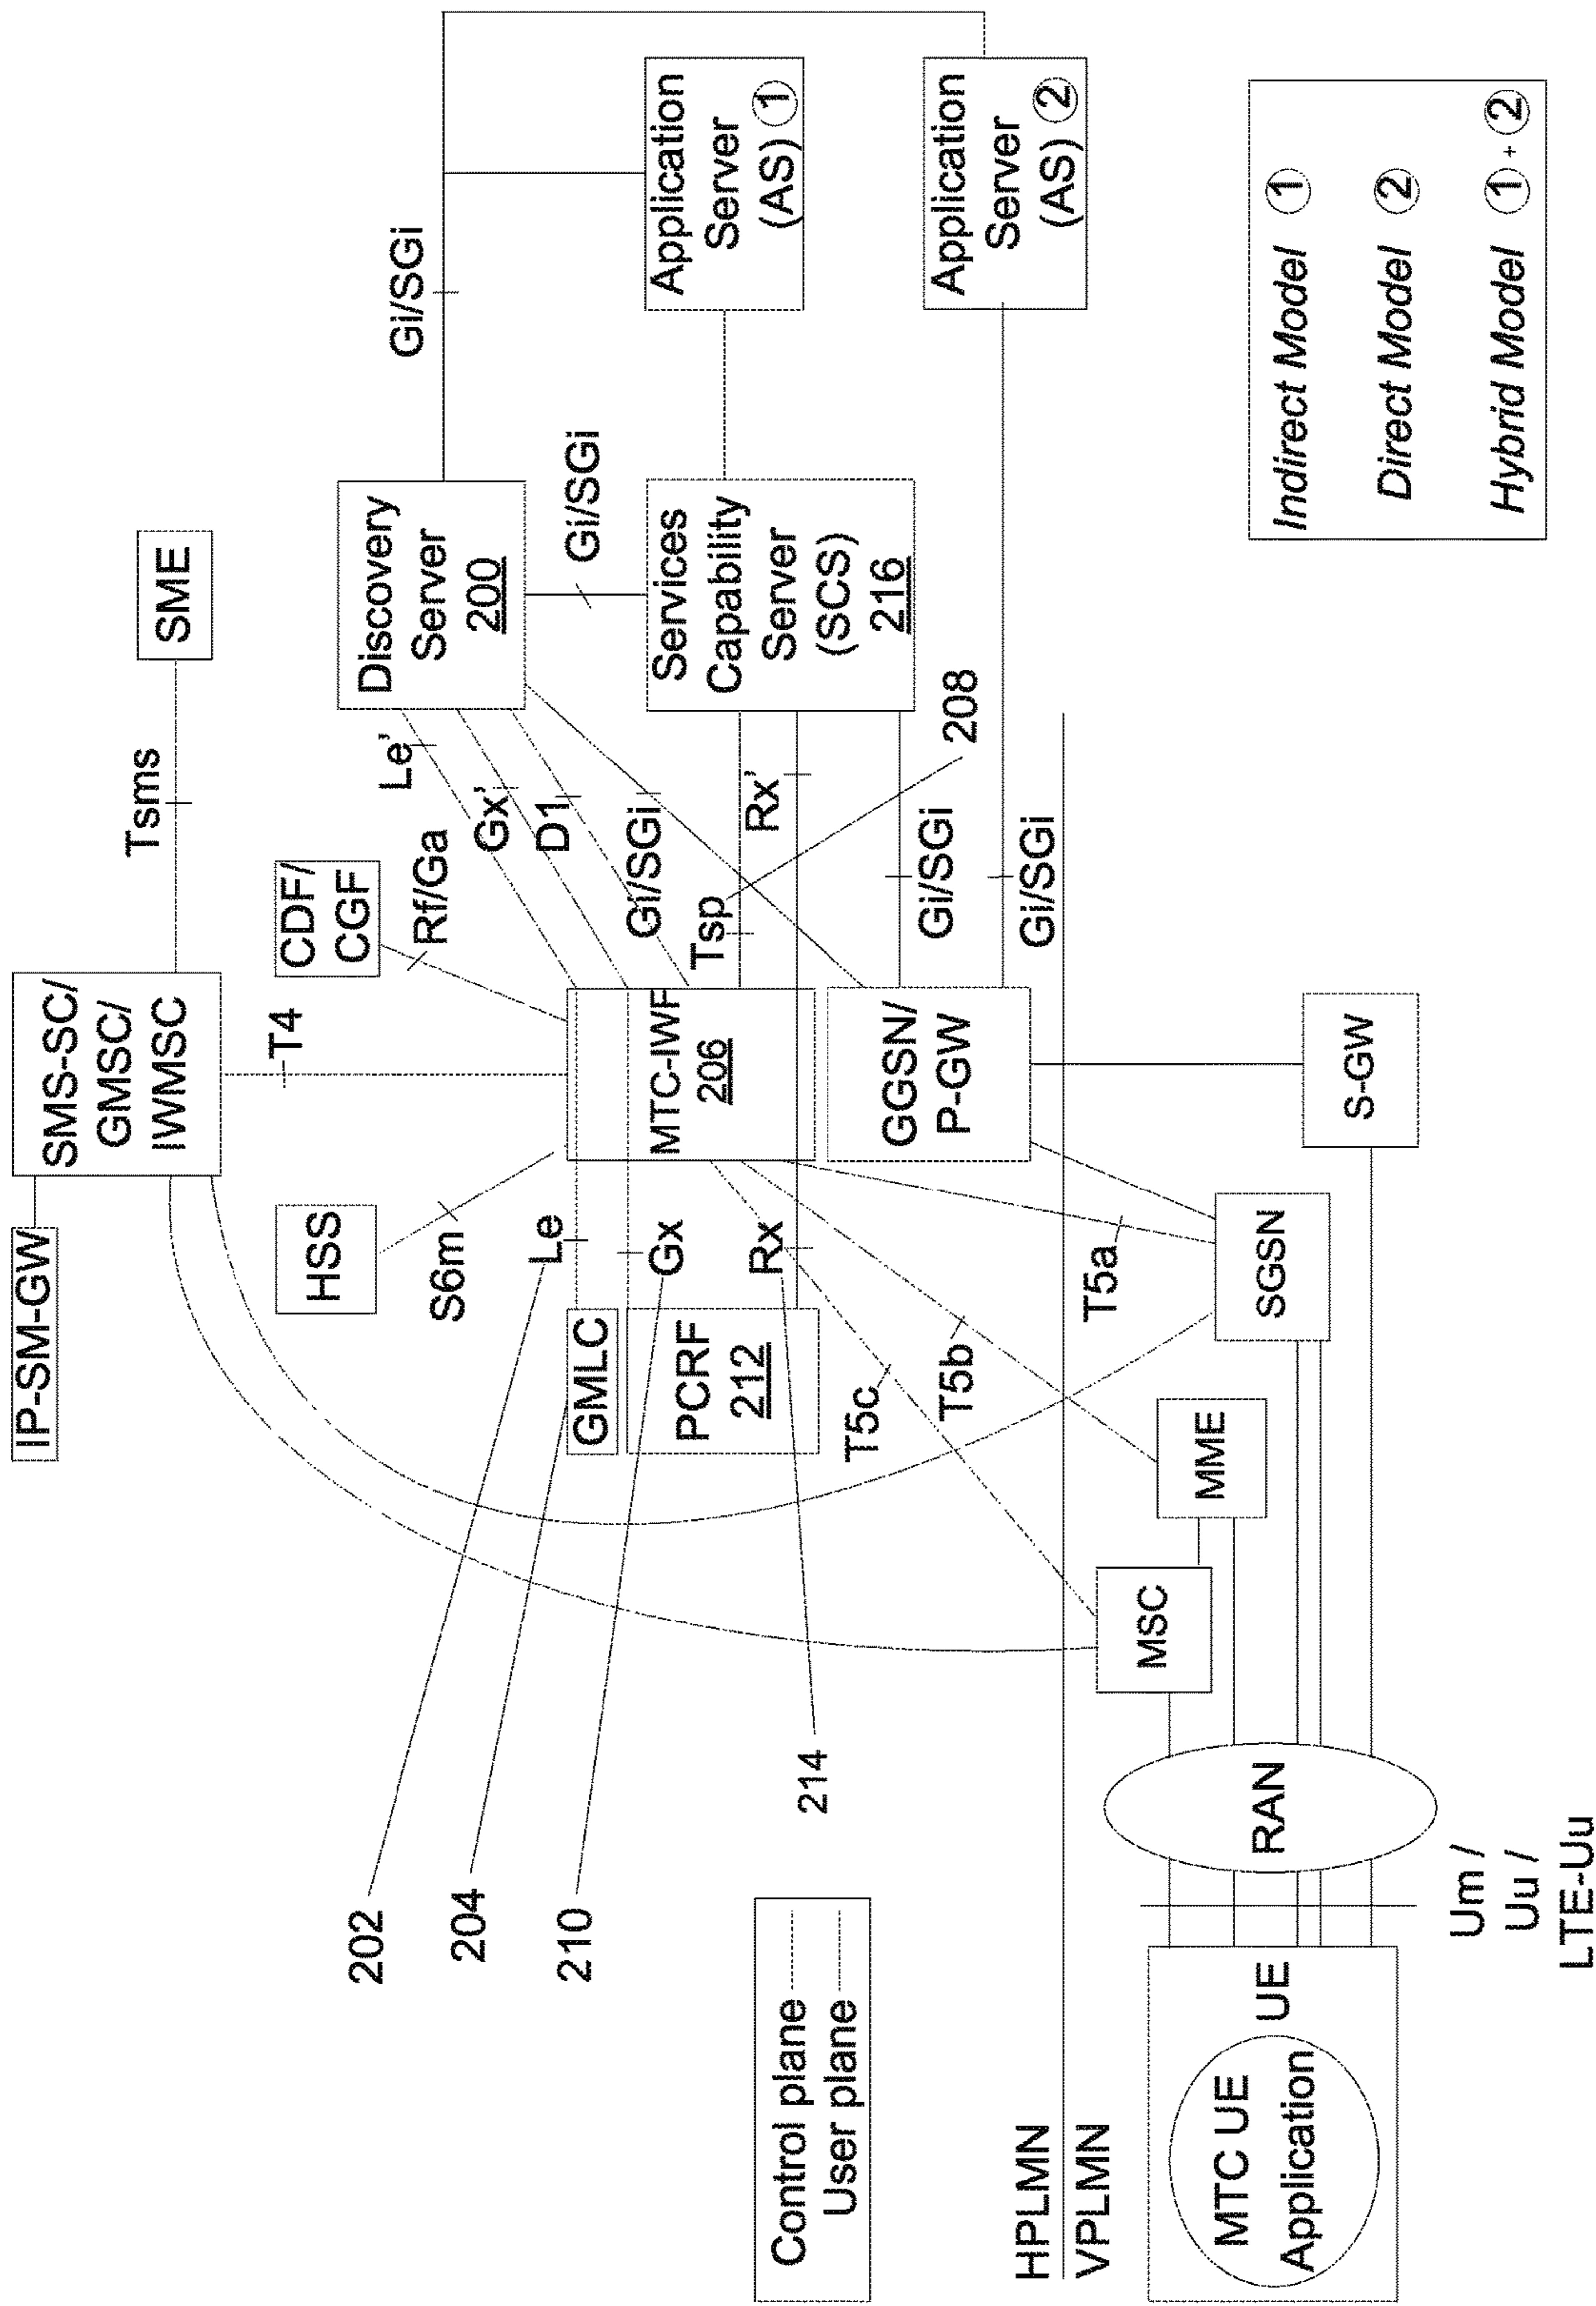 IP-SM-GW
SMS-SC/
GMSC/
IWMSC
Tsms
SME
T4
HSS
S6m
CDF/
CGF
Rf/Ga
Le'
Gx'
D1
Gi/SGi
Discovery
Server
200
Gi/SGi
Gi/SGi
202
204
210
214
Le
Gx
Rx
GMLC
PCRF
212
MTC-IWF
206
Tsp
Rx'
208
Services
Capability
Server
(SCS)
216
Application
Server
(AS) 1
Application
Server
(AS) 2
GGSN/
P-GW
Gi/SGi
Gi/SGi
T5c
T5b
T5a
Control plane
User plane
HPLMN
VPLMN
MTC UE
Application
UE
RAN
Um /
Uu /
LTE-Uu
MSC
MME
SGSN
S-GW
Indirect Model 1
Direct Model 2
Hybrid Model 1 + 2